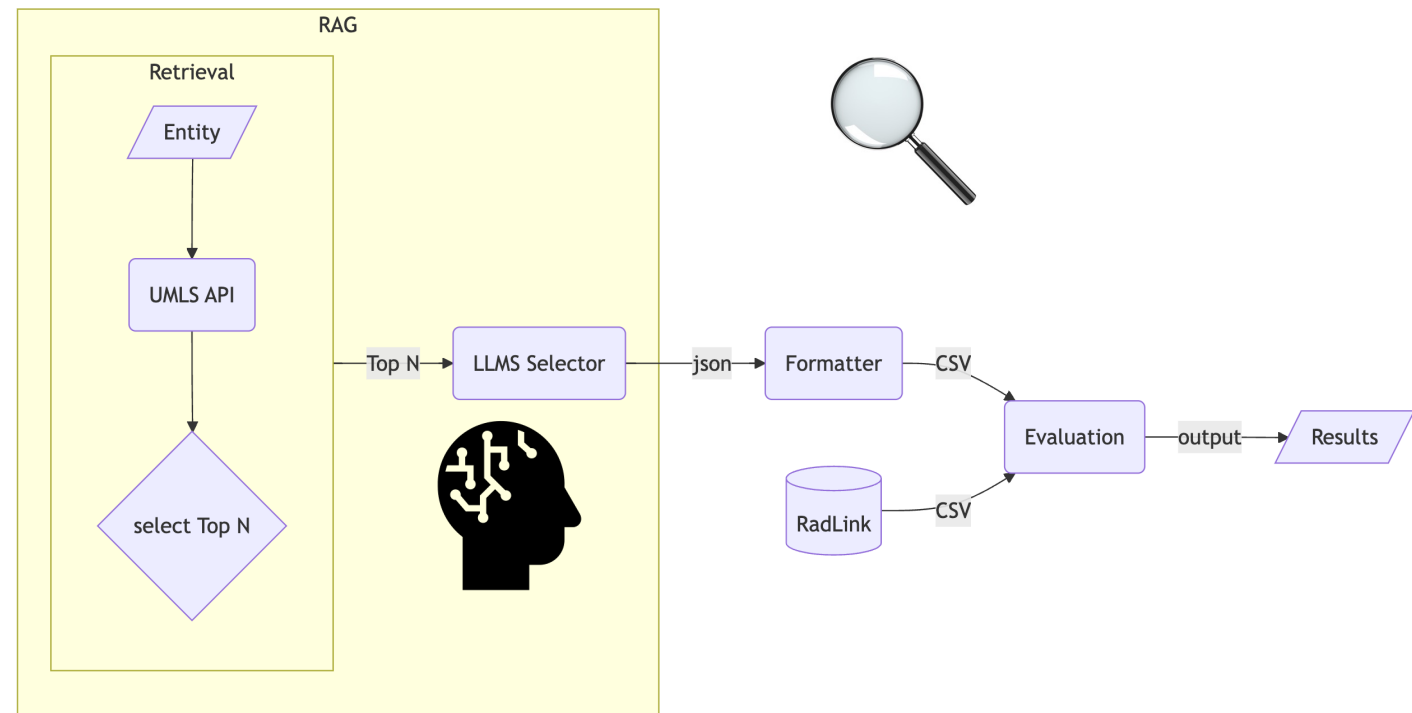 RAG
Retrieval
Entity
UMLS API
select Top N
Top N
LLMS Selector
json
Formatter
CSV
RadLink
CSV
Evaluation
output
Results